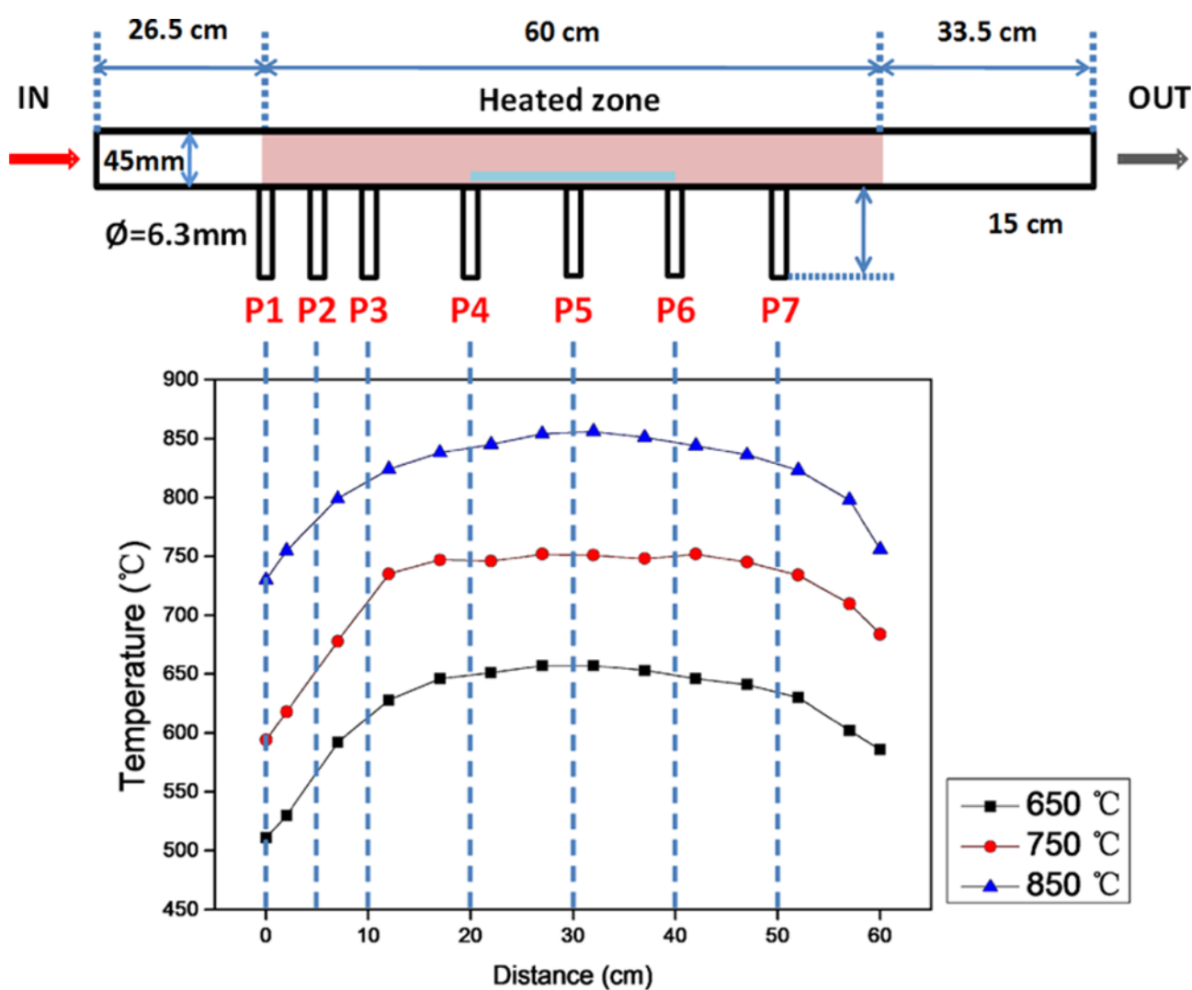 26.5 cm 60 cm 33.5 cm
IN Heated zone OUT
45mm
Ø=6.3mm 15 cm
P1 P2 P3 P4 P5 P6 P7
900
850
800
750
700
650
600
550
500
450
Temperature (℃)
0 10 20 30 40 50 60
Distance (cm)
650 ℃
750 ℃
850 ℃